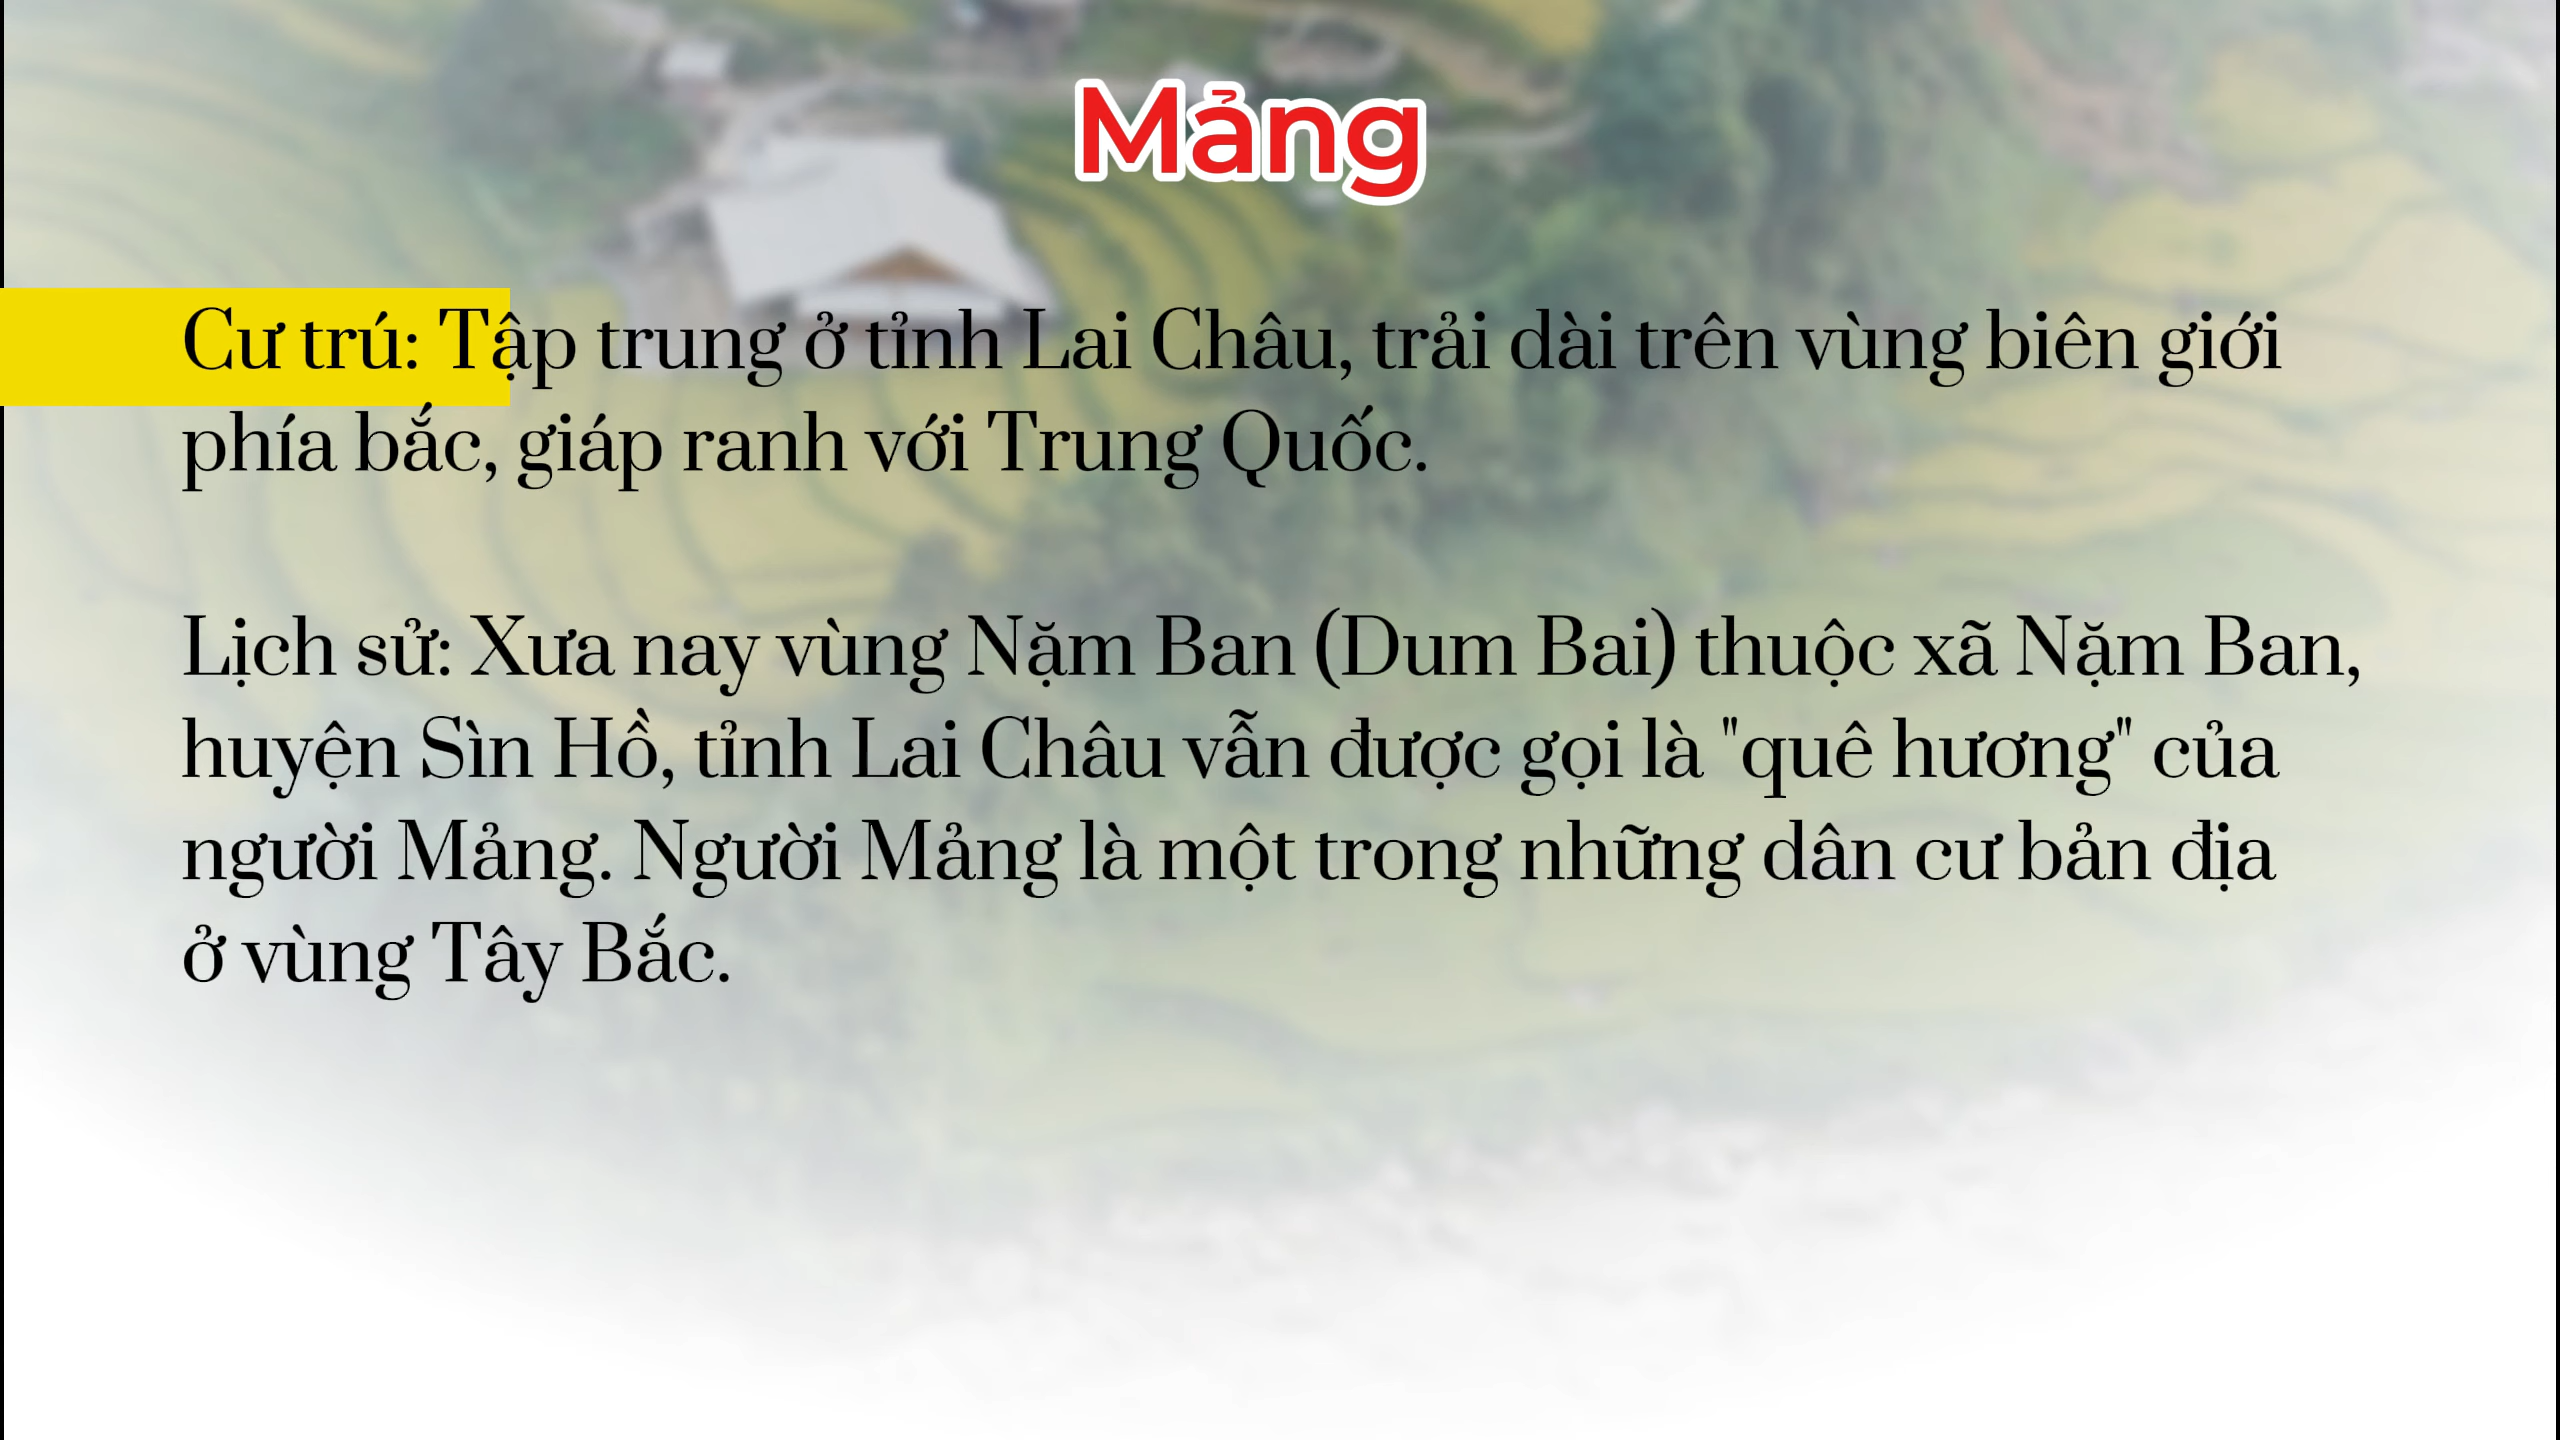 Mảng
Cư trú: Tập trung ở tỉnh Lai Châu, trải dài trên vùng biên giới
phía bắc, giáp ranh với Trung Quốc.
Lịch sử: Xưa nay vùng Nặm Ban (Dum Bai) thuộc xã Nặm Ban,
huyện Sìn Hồ, tỉnh Lai Châu vẫn được gọi là "quê hương" của
người Mảng. Người Mảng là một trong những dân cư bản địa
ở vùng Tây Bắc.